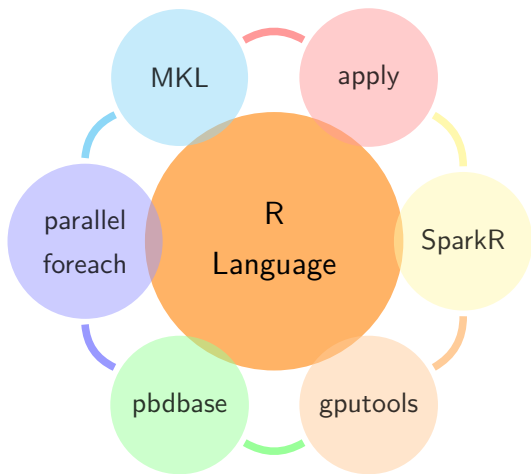 MKL
apply
parallel
foreach
R
Language
SparkR
pbdbase
gputools